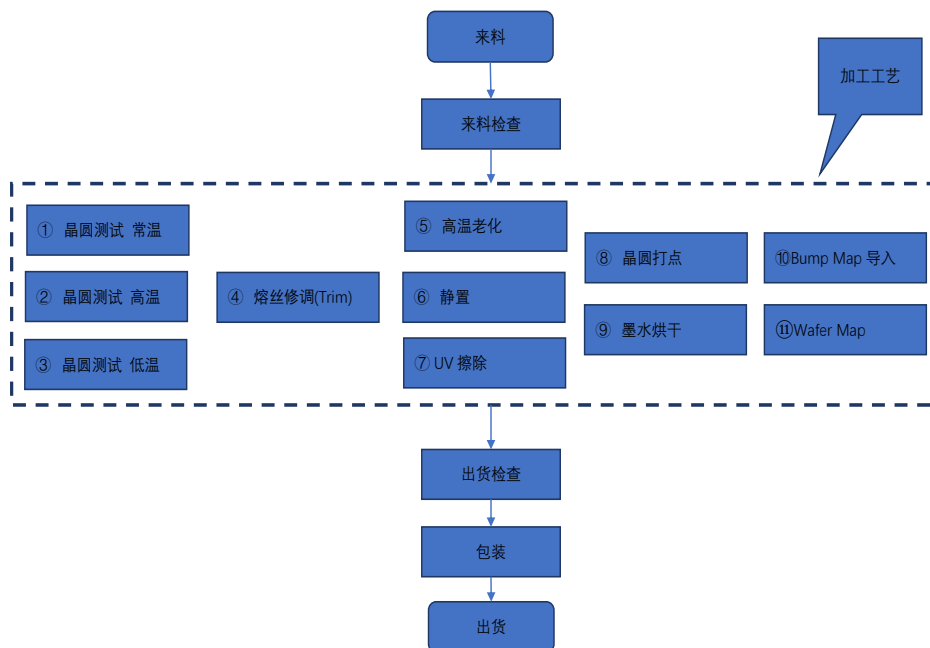 来料
加工工艺
来料检查
① 晶圆测试 常温
② 晶圆测试 高温
③ 晶圆测试 低温
④ 熔丝修调(Trim)
⑤ 高温老化
⑥ 静置
⑦ UV 擦除
⑧ 晶圆打点
⑨ 墨水烘干
⑩Bump Map 导入
⑪Wafer Map
出货检查
包装
出货